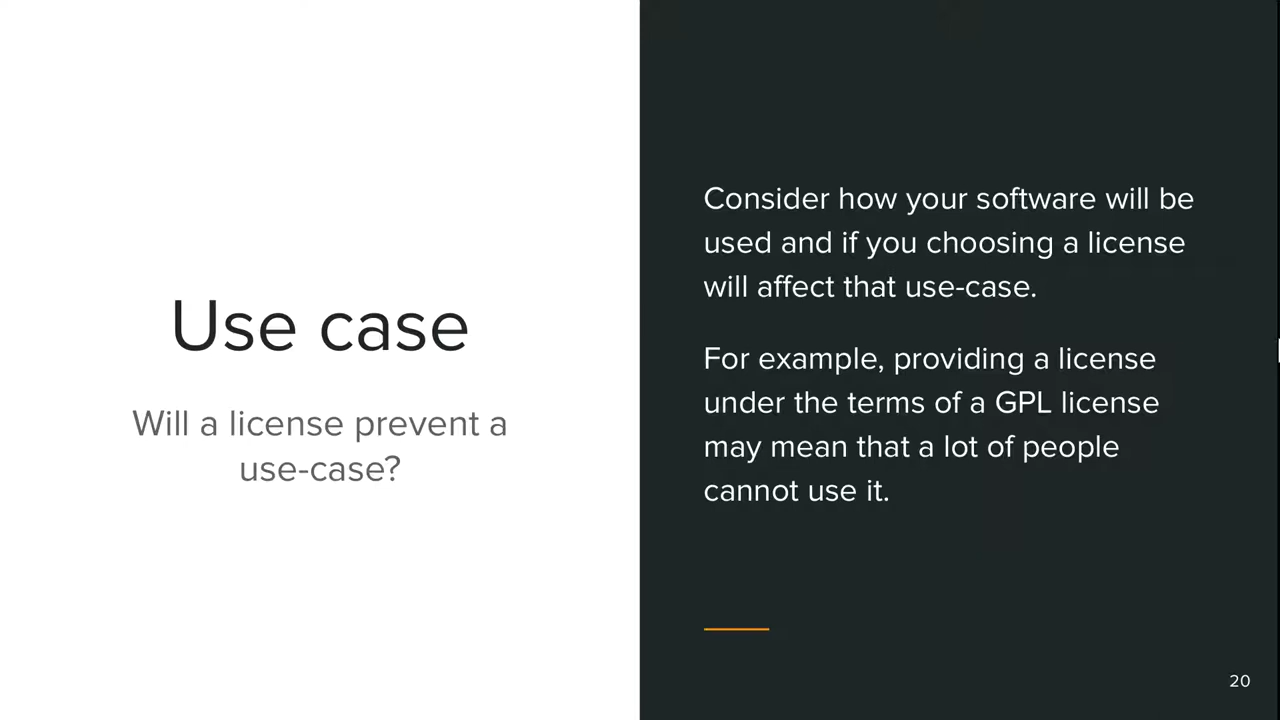 Use case
Will a license prevent a
use-case?
Consider how your software will be
used and if you choosing a license
will affect that use-case.
For example, providing a license
under the terms of a GPL license
may mean that a lot of people
cannot use it.
20